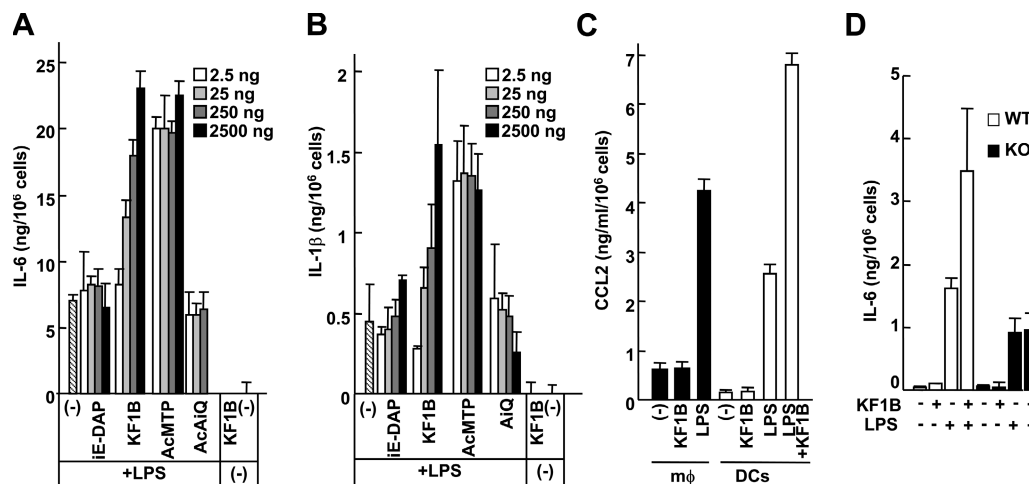 A
IL-6 (ng/10⁶ cells)
25
20
15
10
5
0
2.5 ng
25 ng
250 ng
2500 ng
(-)
iE-DAP
KF1B
AcMTP
AcAiQ
KF1B
(-)
+LPS
(-)
B
IL-1β (ng/10⁶ cells)
2
1.5
1
0.5
0
2.5 ng
25 ng
250 ng
2500 ng
(-)
iE-DAP
KF1B
AcMTP
AiQ
KF1B
(-)
+LPS
(-)
C
CCL2 (ng/ml/10⁶ cells)
7
6
5
4
3
2
1
0
(-)
KF1B
LPS
(-)
KF1B
LPS
LPS
+KF1B
mϕ
DCs
D
IL-6 (ng/10⁶ cells)
5
4
3
2
1
0
WT
KO
KF1B - + - + - + - +
LPS - - + + - - + +